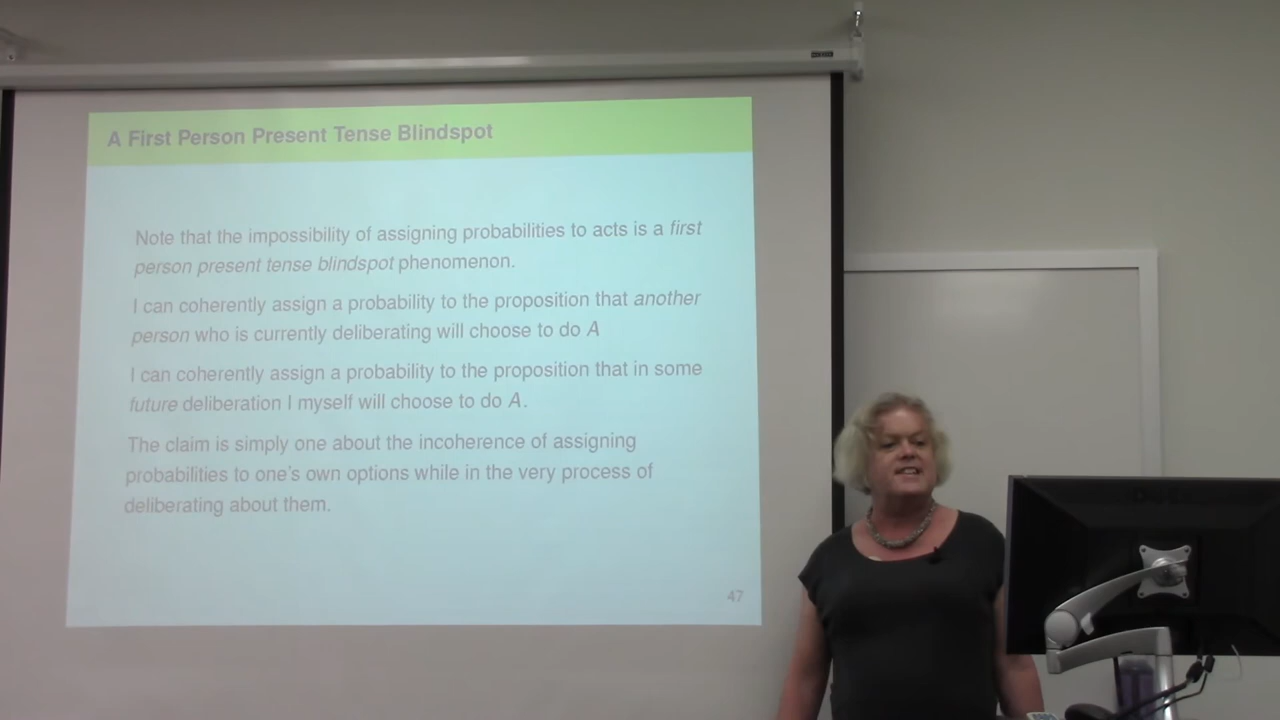 A First Person Present Tense Blindspot
Note that the impossibility of assigning probabilities to acts is a first
person present tense blindspot phenomenon.
I can coherently assign a probability to the proposition that another
person who is currently deliberating will choose to do A
I can coherently assign a probability to the proposition that in some
future deliberation I myself will choose to do A.
The claim is simply one about the incoherence of assigning
probabilities to one's own options while in the very process of
deliberating about them.
47